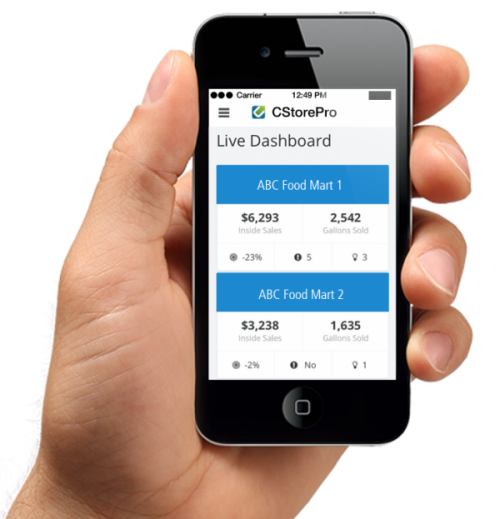 Carrier 12:49 PM
CStorePro
Live Dashboard
ABC Food Mart 1
$6,293 2,542
Inside Sales Gallons Sold
-23% 5 3
ABC Food Mart 2
$3,238 1,635
Inside Sales Gallons Sold
-2% No 1